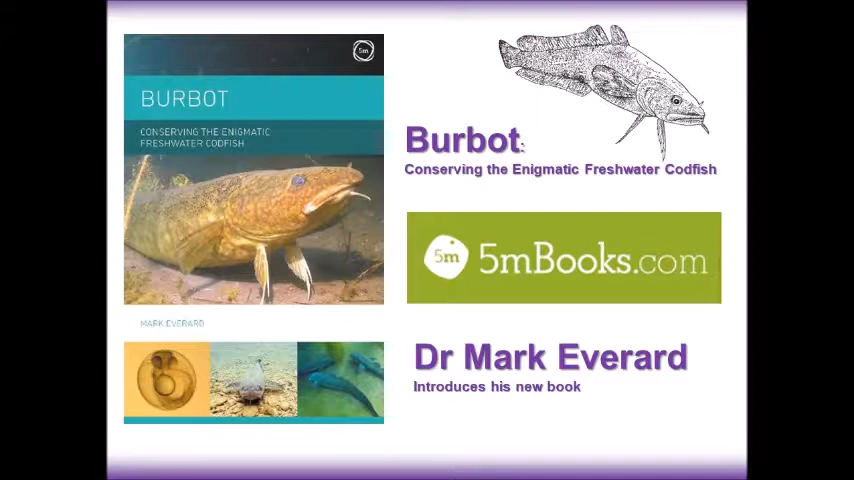 5m
BURBOT
CONSERVING THE ENIGMATIC
FRESHWATER CODFISH
MARK EVERARD
Burbot:
Conserving the Enigmatic Freshwater Codfish
5m 5mBooks.com
Dr Mark Everard
Introduces his new book